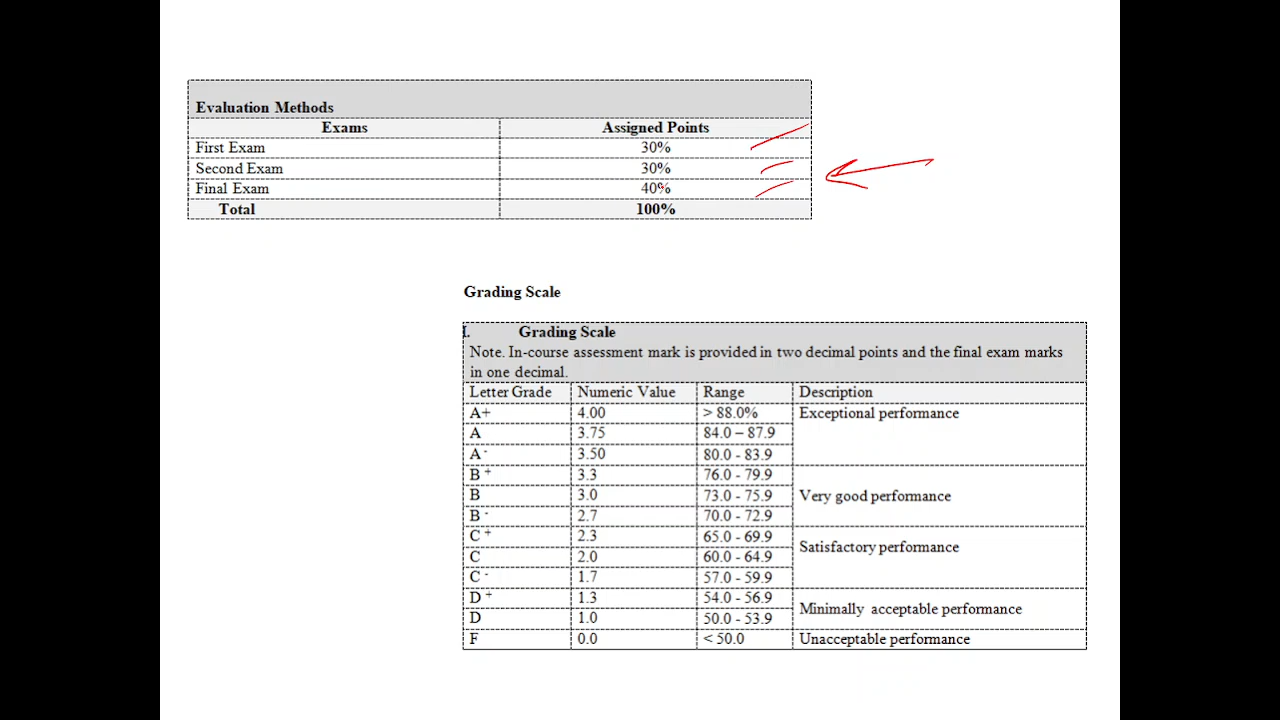 Evaluation Methods
Exams Assigned Points
First Exam 30%
Second Exam 30%
Final Exam 40%
Total 100%
Grading Scale
I. Grading Scale
Note. In-course assessment mark is provided in two decimal points and the final exam marks
in one decimal.
Letter Grade Numeric Value Range Description
A+ 4.00 > 88.0% Exceptional performance
A 3.75 84.0 – 87.9
A - 3.50 80.0 - 83.9
B + 3.3 76.0 - 79.9
B 3.0 73.0 - 75.9 Very good performance
B - 2.7 70.0 - 72.9
C + 2.3 65.0 - 69.9
Satisfactory performance
C 2.0 60.0 - 64.9
C - 1.7 57.0 - 59.9
D + 1.3 54.0 - 56.9
Minimally acceptable performance
D 1.0 50.0 - 53.9
F 0.0 < 50.0 Unacceptable performance